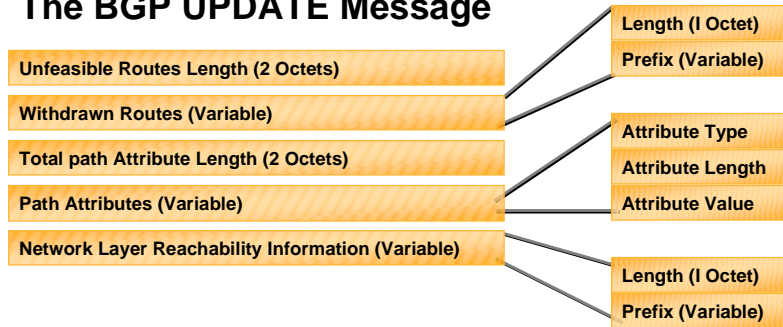 The BGP UPDATE Message
Unfeasible Routes Length (2 Octets)
Withdrawn Routes (Variable)
Total path Attribute Length (2 Octets)
Path Attributes (Variable)
Network Layer Reachability Information (Variable)
Length (I Octet)
Prefix (Variable)
Attribute Type
Attribute Length
Attribute Value
Length (I Octet)
Prefix (Variable)